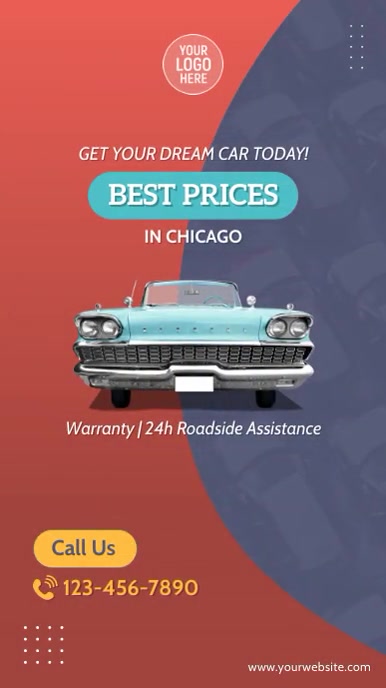 YOUR
LOGO
HERE
GET YOUR DREAM CAR TODAY!
BEST PRICES
IN CHICAGO
Warranty | 24h Roadside Assistance
Call Us
123-456-7890
www.yourwebsite.com